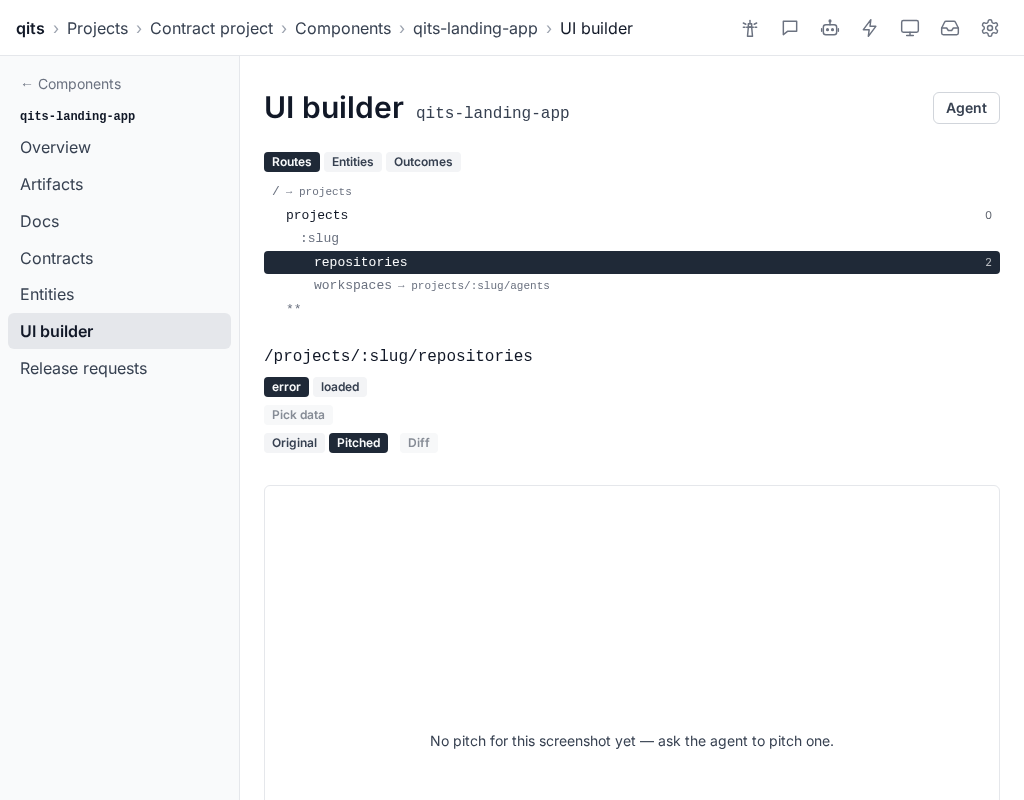 qits › Projects › Contract project › Components › qits-landing-app › UI builder
← Components
qits-landing-app
Overview
Artifacts
Docs
Contracts
Entities
UI builder
Release requests
UI builder qits-landing-app
Agent
Routes Entities Outcomes
/ → projects
projects 0
:slug
repositories 2
workspaces → projects/:slug/agents
**
/projects/:slug/repositories
error loaded
Pick data
Original Pitched Diff
No pitch for this screenshot yet — ask the agent to pitch one.